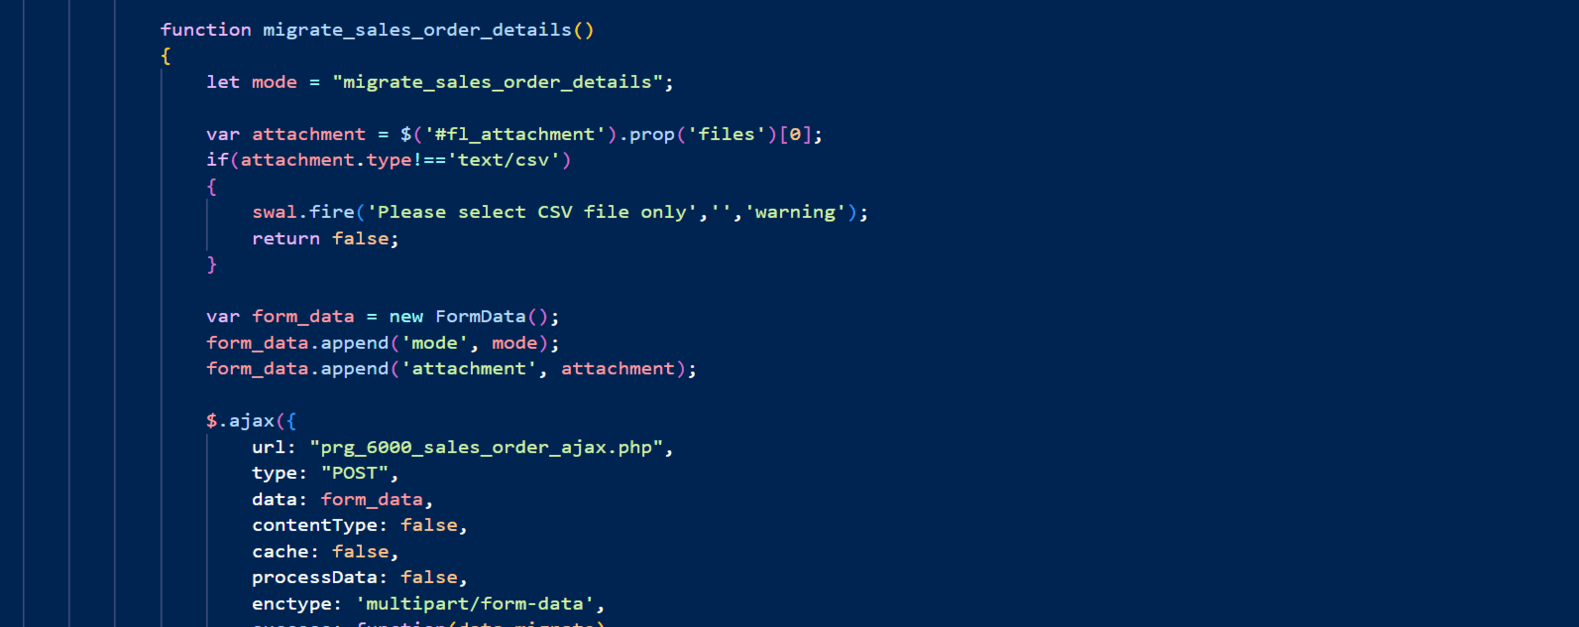 function migrate_sales_order_details()
{
let mode = "migrate_sales_order_details";
var attachment = $('#fl_attachment').prop('files')[0];
if(attachment.type!=='text/csv')
{
swal.fire('Please select CSV file only','','warning');
return false;
}
var form_data = new FormData();
form_data.append('mode', mode);
form_data.append('attachment', attachment);
$.ajax({
url: "prg_6000_sales_order_ajax.php",
type: "POST",
data: form_data,
contentType: false,
cache: false,
processData: false,
enctype: 'multipart/form-data',